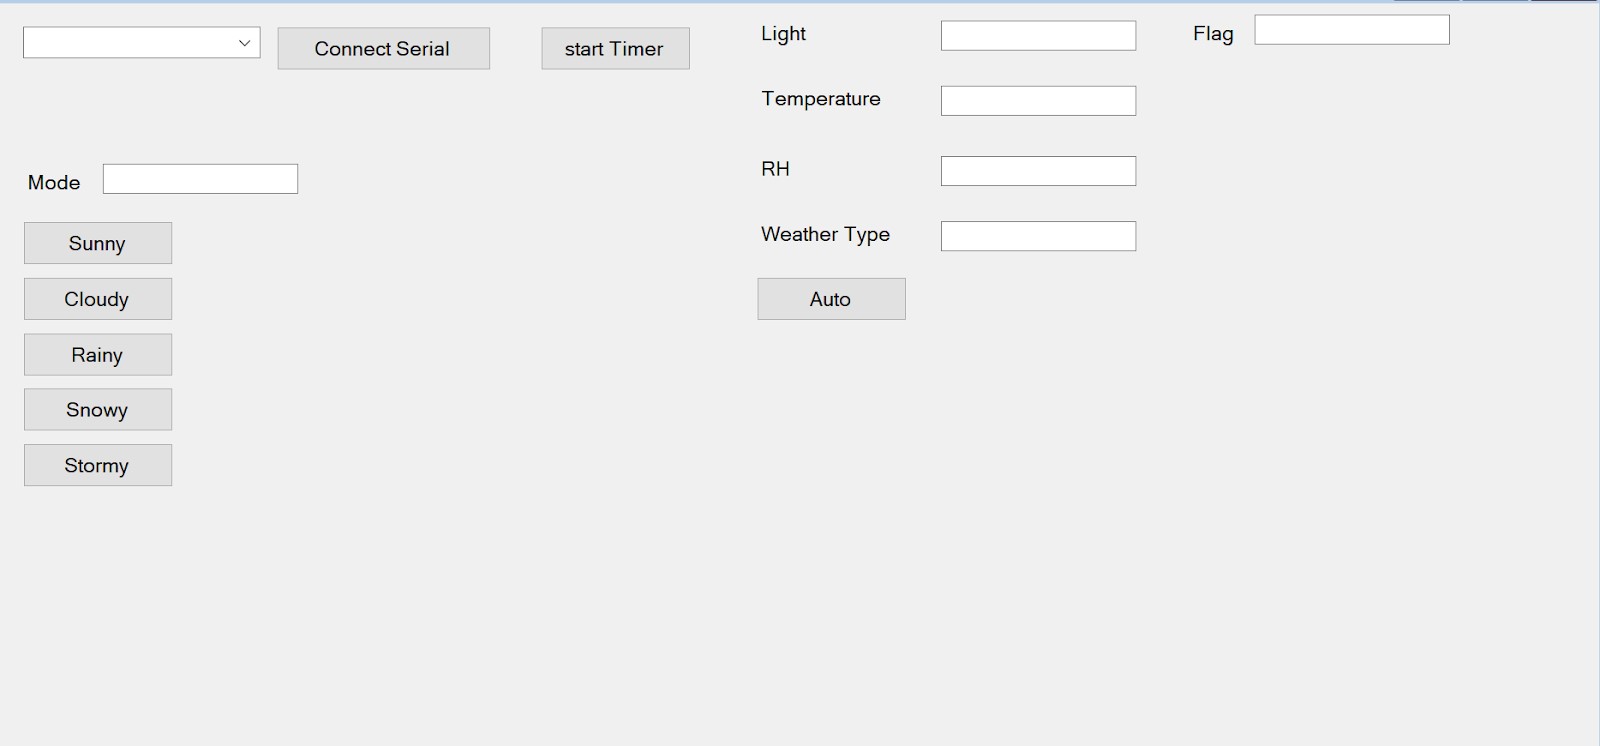 Connect Serial
start Timer
Light
Flag
Temperature
Mode
RH
Sunny
Weather Type
Cloudy
Auto
Rainy
Snowy
Stormy